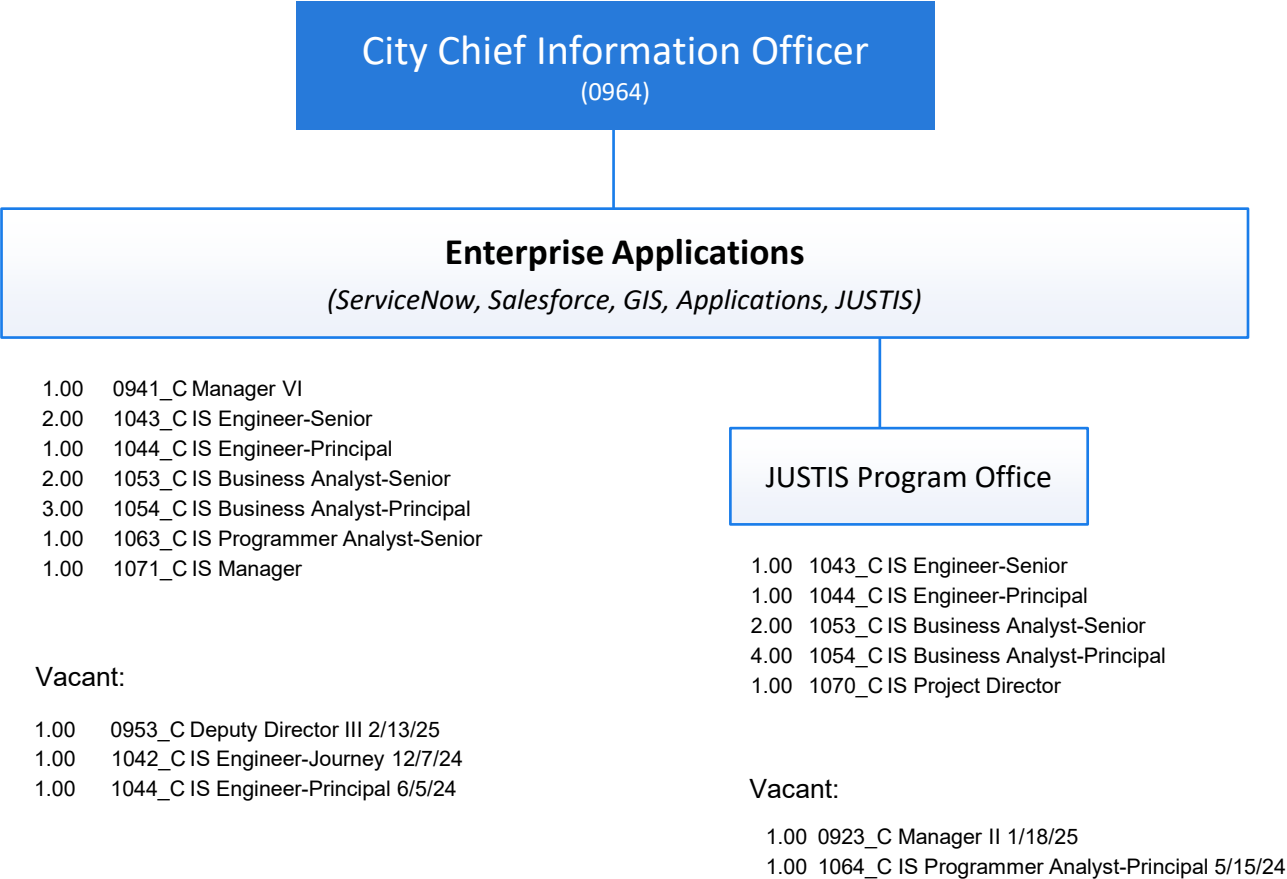 City Chief Information Officer
(0964)
Enterprise Applications
(ServiceNow, Salesforce, GIS, Applications, JUSTIS)
1.00 0941_C Manager VI
2.00 1043_C IS Engineer-Senior
1.00 1044_C IS Engineer-Principal
2.00 1053_C IS Business Analyst-Senior
3.00 1054_C IS Business Analyst-Principal
1.00 1063_C IS Programmer Analyst-Senior
1.00 1071_C IS Manager
Vacant:
1.00 0953_C Deputy Director III 2/13/25
1.00 1042_C IS Engineer-Journey 12/7/24
1.00 1044_C IS Engineer-Principal 6/5/24
JUSTIS Program Office
1.00 1043_C IS Engineer-Senior
1.00 1044_C IS Engineer-Principal
2.00 1053_C IS Business Analyst-Senior
4.00 1054_C IS Business Analyst-Principal
1.00 1070_C IS Project Director
Vacant:
1.00 0923_C Manager II 1/18/25
1.00 1064_C IS Programmer Analyst-Principal 5/15/24